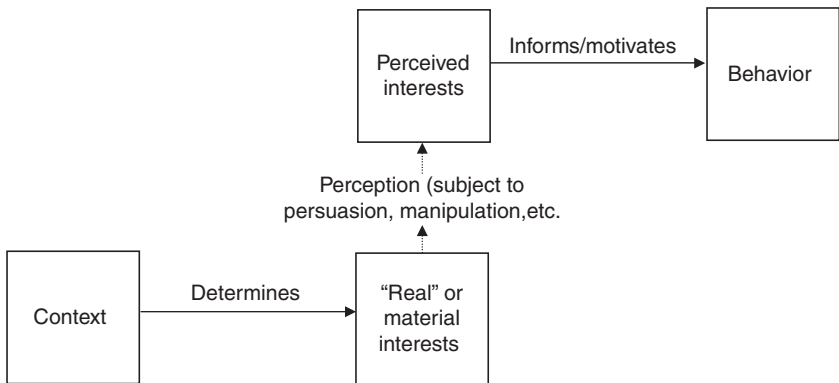 Perceived
interests
Informs/motivates
Behavior
Perception (subject to
persuasion, manipulation,etc.
Context
Determines
“Real” or
material
interests